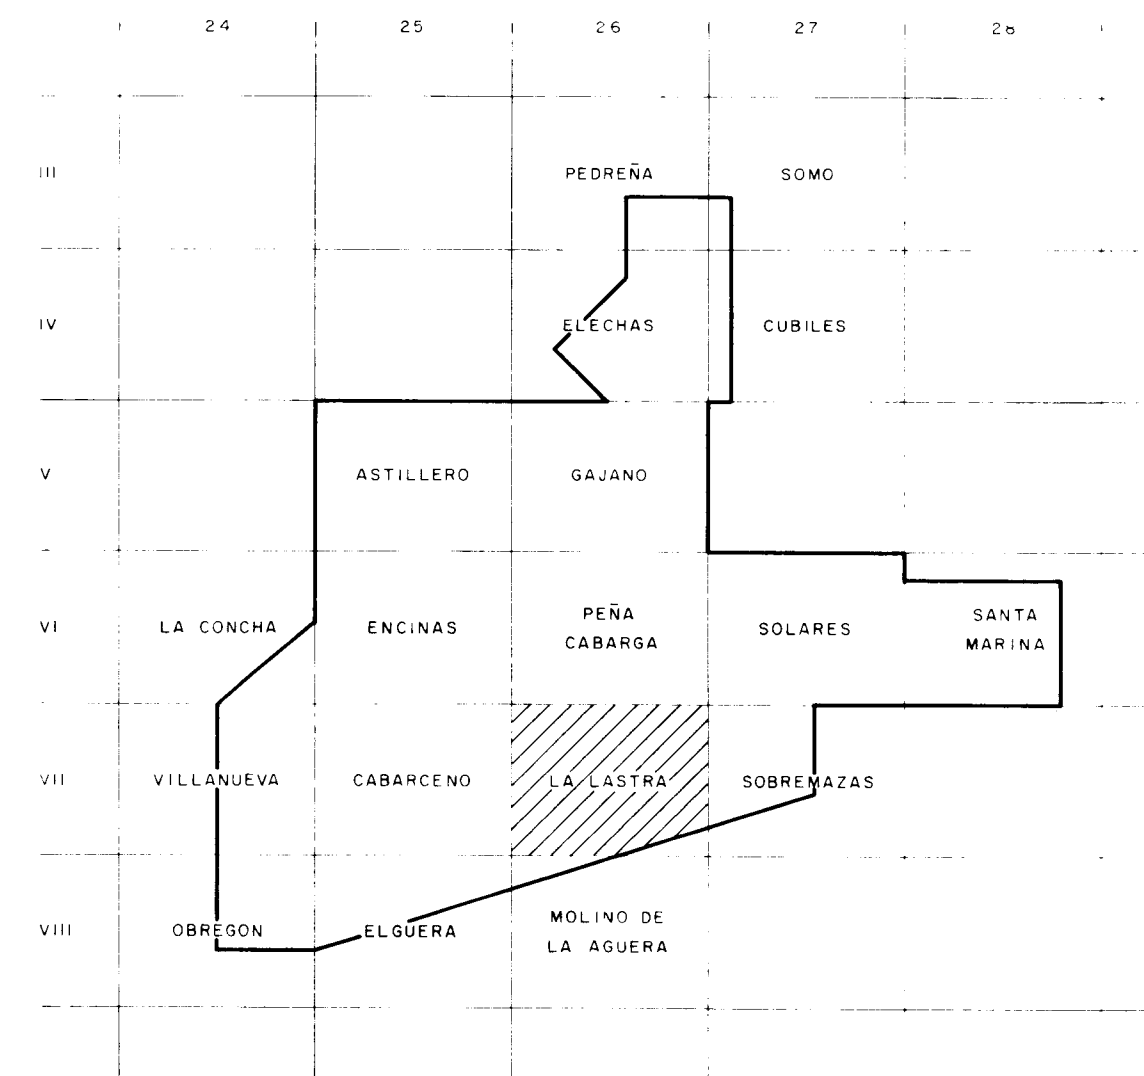 24 25 26 27 28
III PEDREÑA SOMO
IV ELECHAS CUBILES
V ASTILLERO GAJANO
VI LA CONCHA ENCINAS PEÑA CABARGA SOLARES SANTA MARINA
VII VILLANUEVA CABARCENO LA LASTRA SOBREMAZAS
VIII OBREGON ELGUERA MOLINO DE LA AGUERA